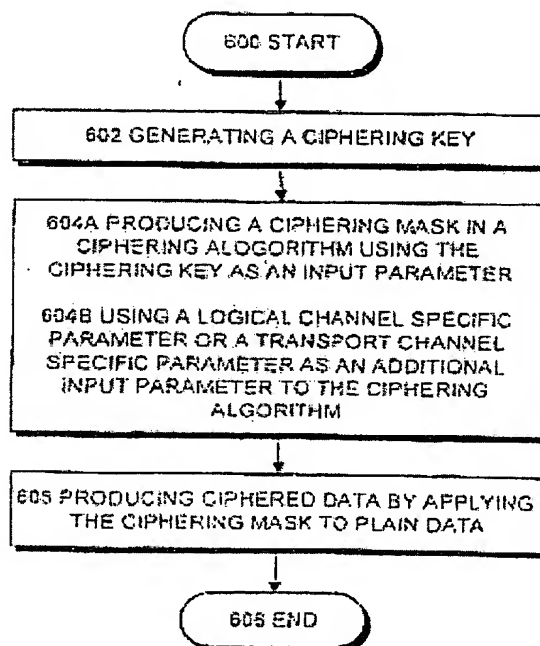 600 START
602 GENERATING A CIPHERING KEY
604A PRODUCING A CIPHERING MASK IN A
CIPHERING ALOGORITHM USING THE
CIPHERING KEY AS AN INPUT PARAMETER
604B USING A LOGICAL CHANNEL SPECIFIC
PARAMETER OR A TRANSPORT CHANNEL
SPECIFIC PARAMETER AS AN ADDITIONAL
INPUT PARAMETER TO THE CIPHERING
ALGORITHM
606 PRODUCING CIPHERED DATA BY APPLYING
THE CIPHERING MASK TO PLAIN DATA
608 END